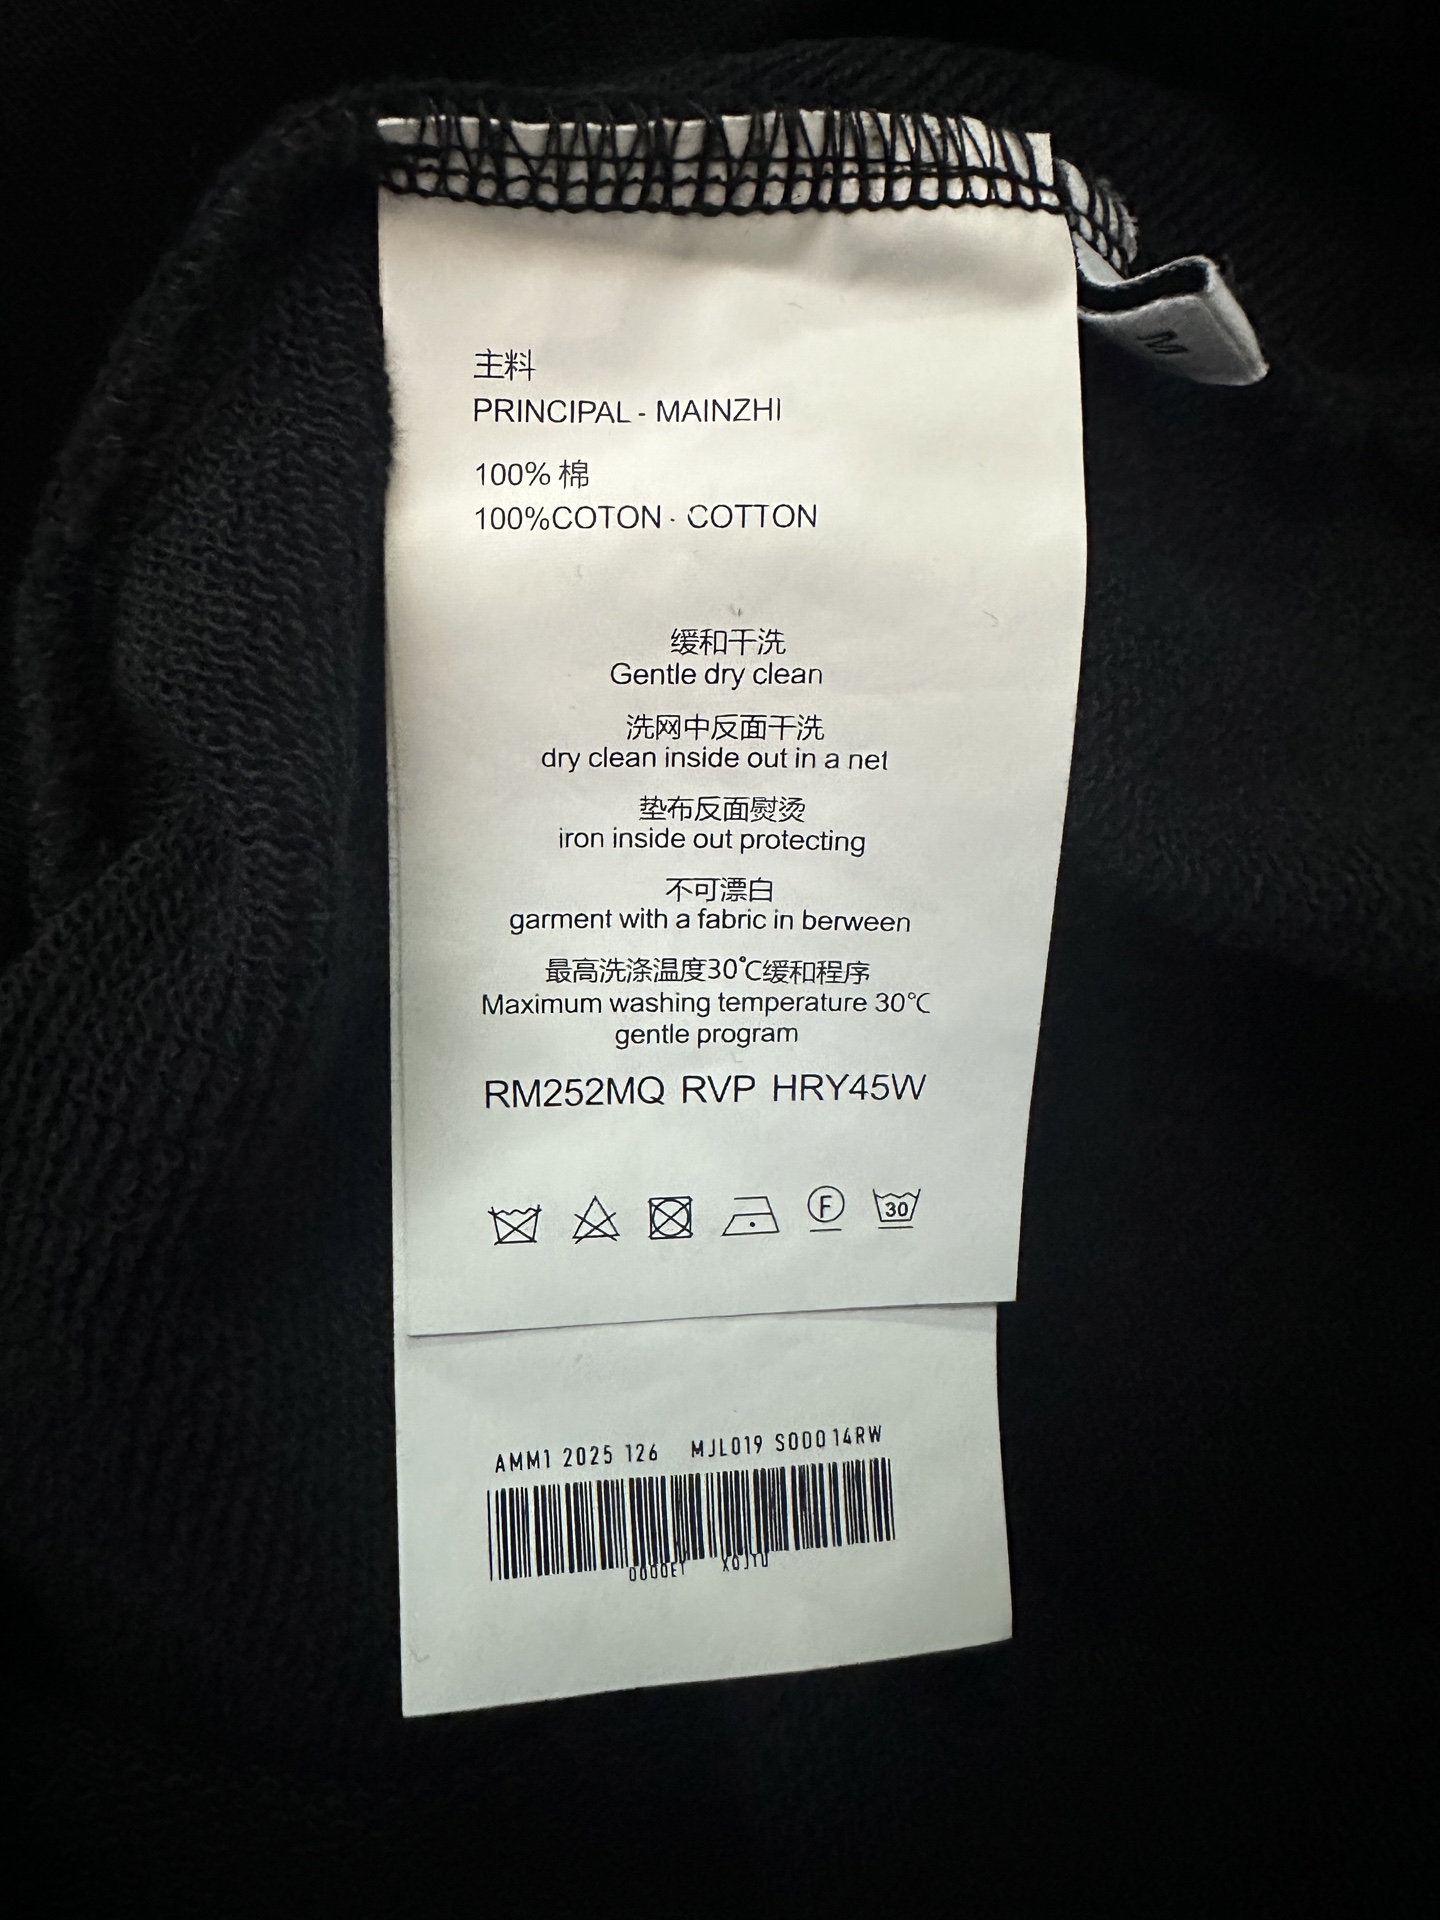 主料
PRINCIPAL - MAINZHI
100% 棉
100%COTON · COTTON
缓和干洗
Gentle dry clean
洗网中反面干洗
dry clean inside out in a net
垫布反面熨烫
iron inside out protecting
不可漂白
garment with a fabric in berween
最高洗涤温度30℃缓和程序
Maximum washing temperature 30℃
gentle program
RM252MQ RVP HRY45W
F 30
M
AMM1 2025 126 MJL019 S000 14RW
0000EY XQJTU